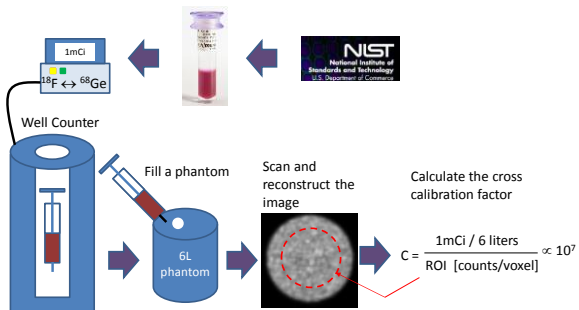 1mCi
18F ↔ 68Ge
NIST
National Institute of
Standards and Technology
U.S. Department of Commerce
Well Counter
Fill a phantom
6L
phantom
Scan and
reconstruct the
image
Calculate the cross
calibration factor
C = 1mCi / 6 liters
ROI [counts/voxel]
∝ 10⁷